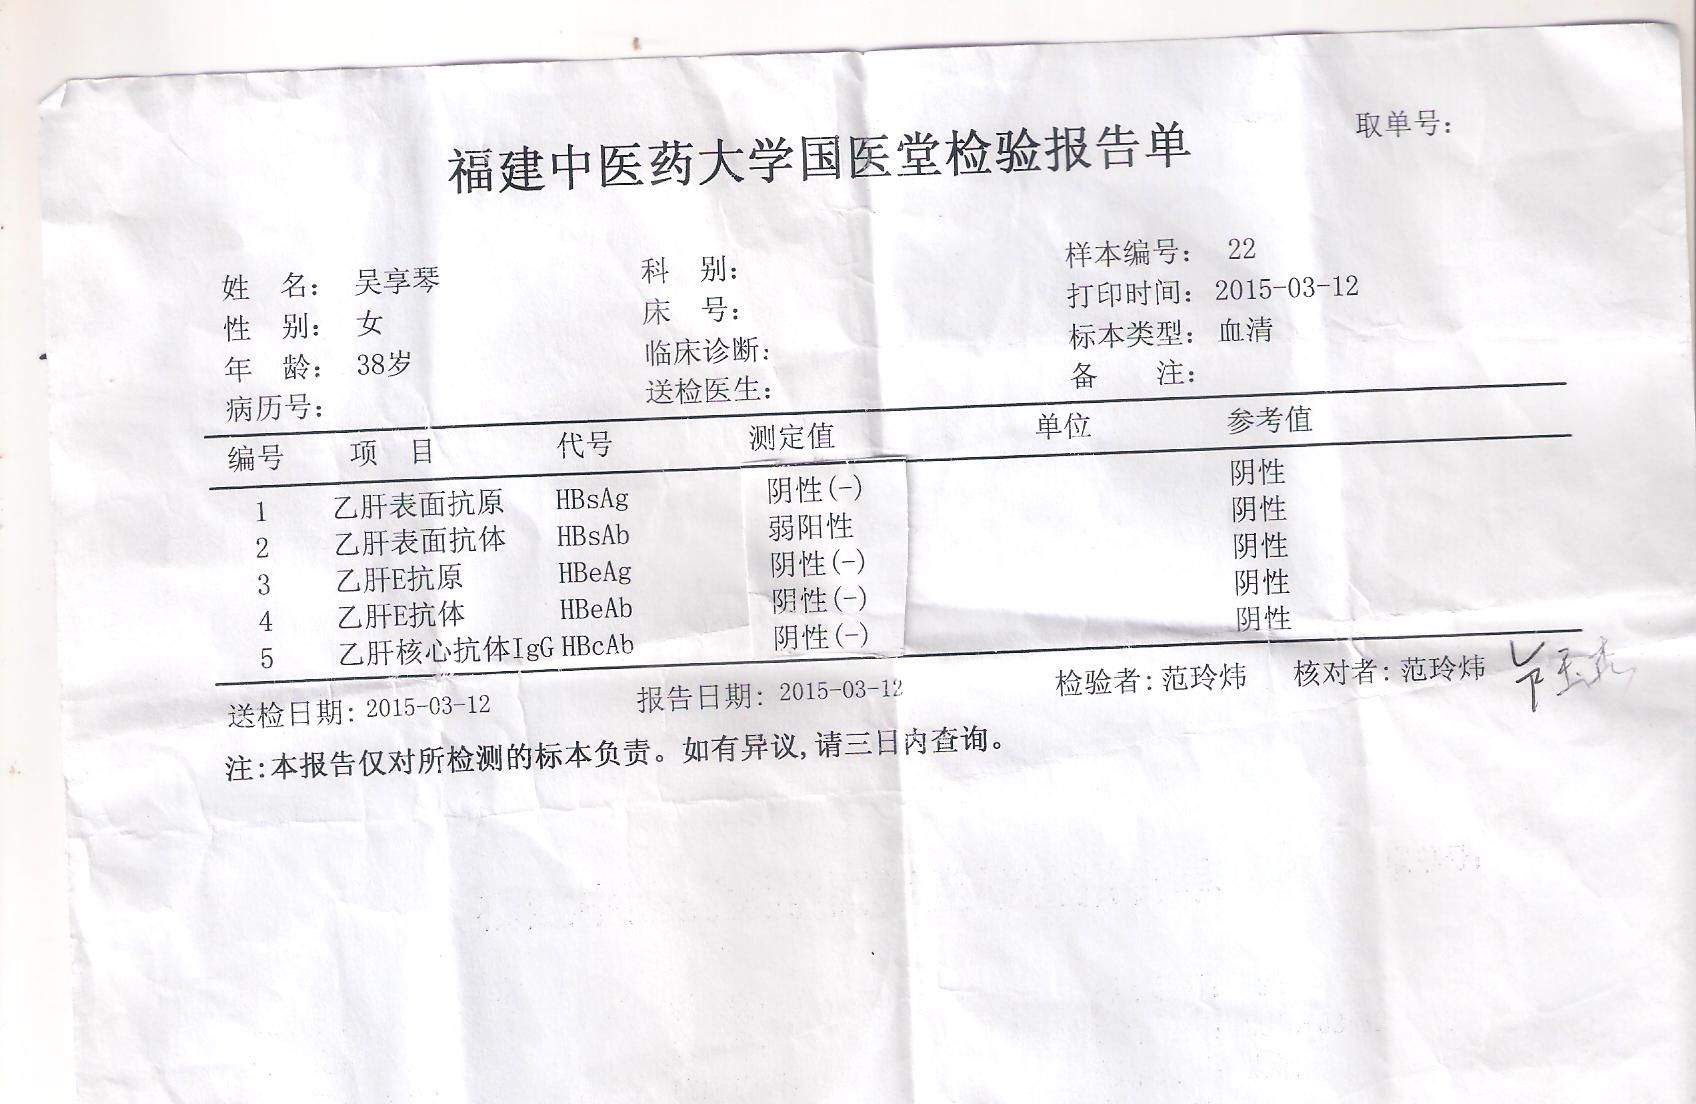 取单号：
福建中医药大学国医堂检验报告单
姓 名： 吴享琴 科 别： 样本编号： 22
性 别： 女 床 号： 打印时间： 2015-03-12
年 龄： 38岁 临床诊断： 标本类型： 血清
病历号： 送检医生： 备 注：
编号 项 目 代号 测定值 单位 参考值
1 乙肝表面抗原 HBsAg 阴性(-) 阴性
2 乙肝表面抗体 HBsAb 弱阳性 阴性
3 乙肝E抗原 HBeAg 阴性(-) 阴性
4 乙肝E抗体 HBeAb 阴性(-) 阴性
5 乙肝核心抗体IgG HBcAb 阴性(-) 阴性
送检日期：2015-03-12 报告日期：2015-03-12 检验者：范玲炜 核对者：范玲炜
注：本报告仅对所检测的标本负责。如有异议，请三日内查询。